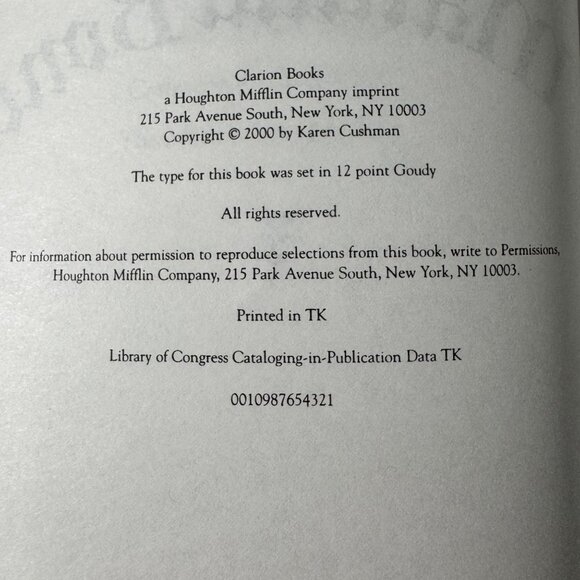 Clarion Books
a Houghton Mifflin Company imprint
215 Park Avenue South, New York, NY 10003
Copyright © 2000 by Karen Cushman
The type for this book was set in 12 point Goudy
All rights reserved.
For information about permission to reproduce selections from this book, write to Permissions,
Houghton Mifflin Company, 215 Park Avenue South, New York, NY 10003.
Printed in TK
Library of Congress Cataloging-in-Publication Data TK
0010987654321